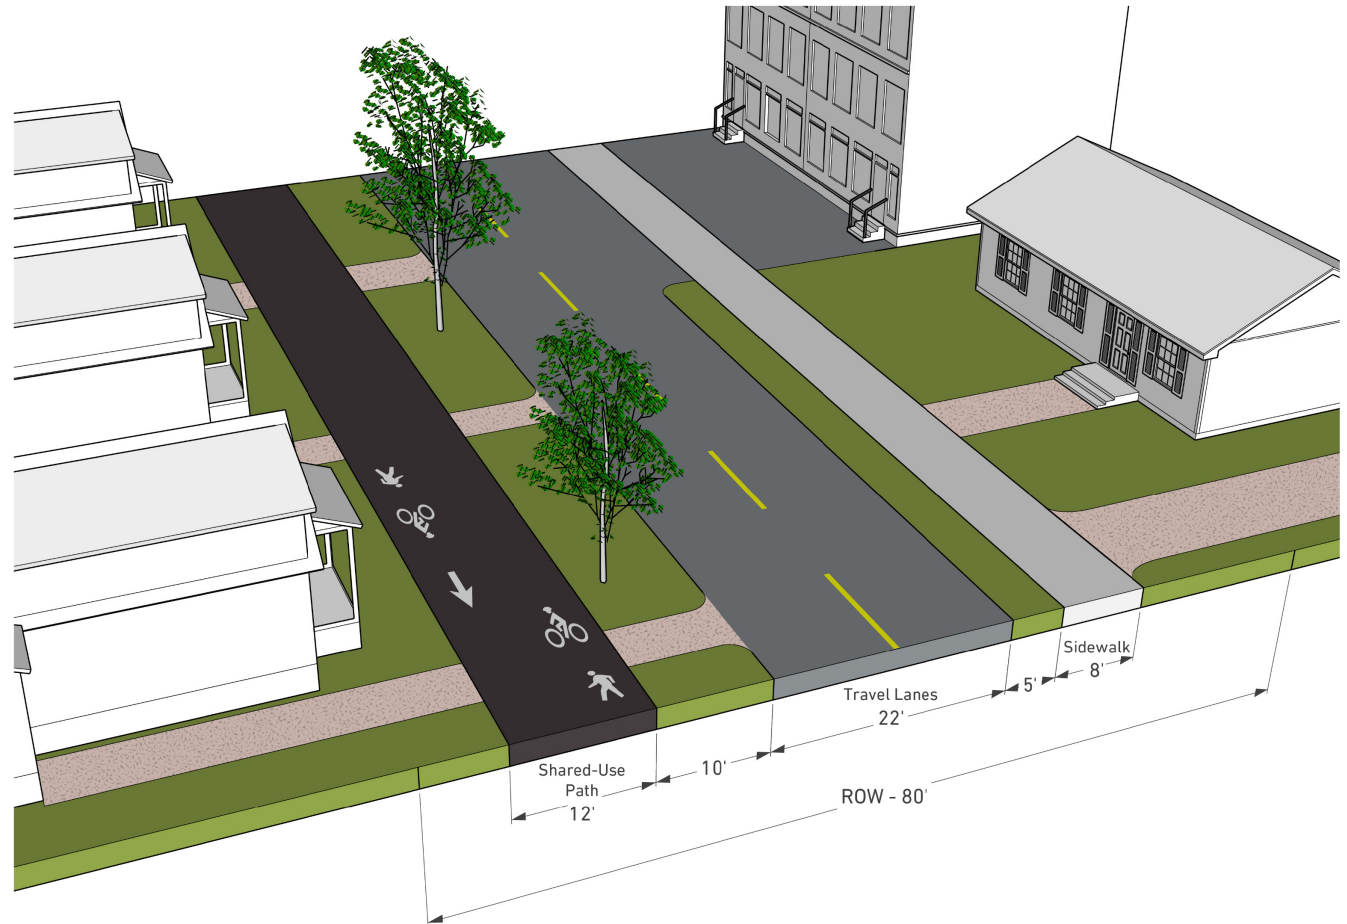 Sidewalk
8'
5'
Travel Lanes
22'
10'
Shared-Use
Path
12'
ROW - 80'